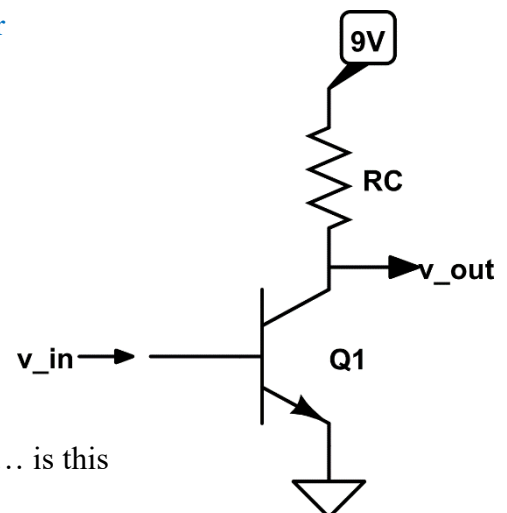 r
9V
RC
v_out
v_in
Q1
… is this